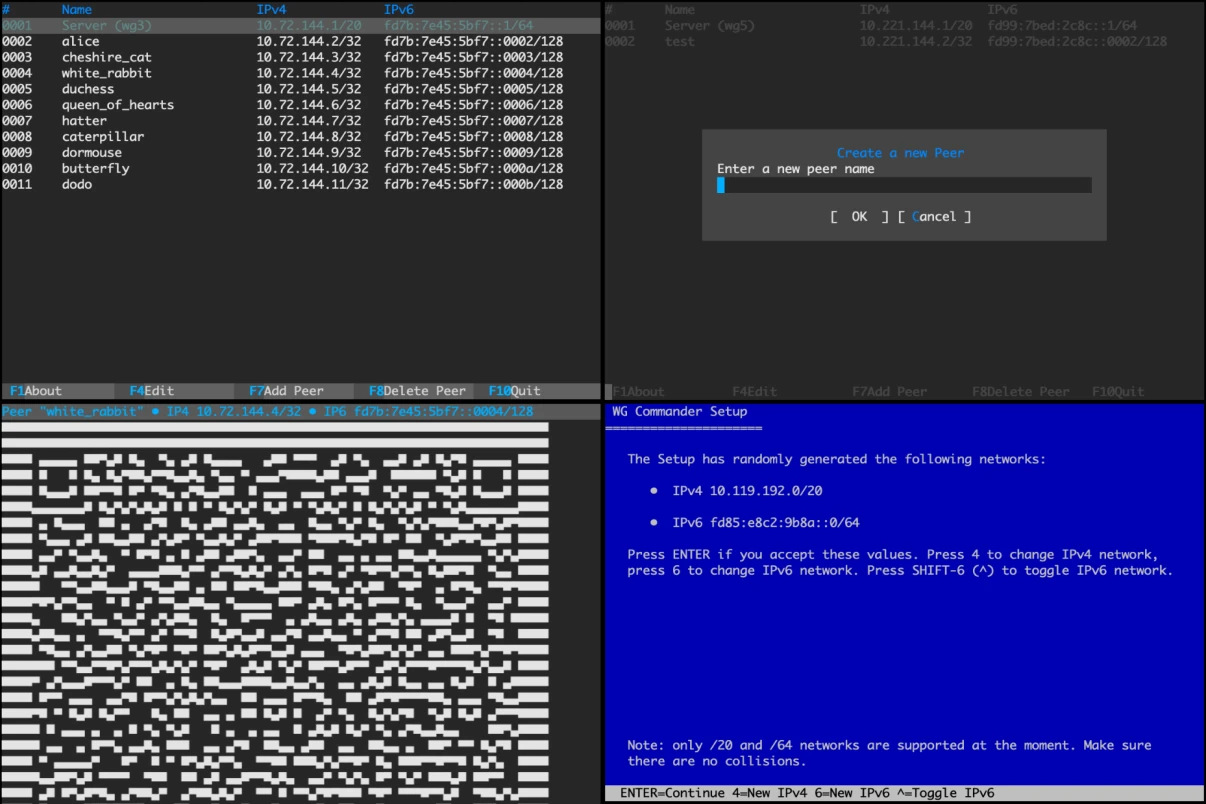 # Name IPv4 IPv6
0001 Server (wg3) 10.72.144.1/20 fd7b:7e45:5bf7::1/64
0002 alice 10.72.144.2/32 fd7b:7e45:5bf7::0002/128
0003 cheshire_cat 10.72.144.3/32 fd7b:7e45:5bf7::0003/128
0004 white_rabbit 10.72.144.4/32 fd7b:7e45:5bf7::0004/128
0005 duchess 10.72.144.5/32 fd7b:7e45:5bf7::0005/128
0006 queen_of_hearts 10.72.144.6/32 fd7b:7e45:5bf7::0006/128
0007 hatter 10.72.144.7/32 fd7b:7e45:5bf7::0007/128
0008 caterpillar 10.72.144.8/32 fd7b:7e45:5bf7::0008/128
0009 dormouse 10.72.144.9/32 fd7b:7e45:5bf7::0009/128
0010 butterfly 10.72.144.10/32 fd7b:7e45:5bf7::000a/128
0011 dodo 10.72.144.11/32 fd7b:7e45:5bf7::000b/128
F1About F4Edit F7Add Peer F8Delete Peer F10Quit
# Name IPv4 IPv6
0001 Server (wg5) 10.221.144.1/20 fd99:7bed:2c8c::1/64
0002 test 10.221.144.2/32 fd99:7bed:2c8c::0002/128
Create a new Peer
Enter a new peer name
[ OK ] [ Cancel ]
F1About F4Edit F7Add Peer F8Delete Peer F10Quit
Peer "white_rabbit" ● IP4 10.72.144.4/32 ● IP6 fd7b:7e45:5bf7::0004/128
WG Commander Setup
=====================
The Setup has randomly generated the following networks:
● IPv4 10.119.192.0/20
● IPv6 fd85:e8c2:9b8a::0/64
Press ENTER if you accept these values. Press 4 to change IPv4 network,
press 6 to change IPv6 network. Press SHIFT-6 (^) to toggle IPv6 network.
Note: only /20 and /64 networks are supported at the moment. Make sure
there are no collisions.
ENTER=Continue 4=New IPv4 6=New IPv6 ^=Toggle IPv6